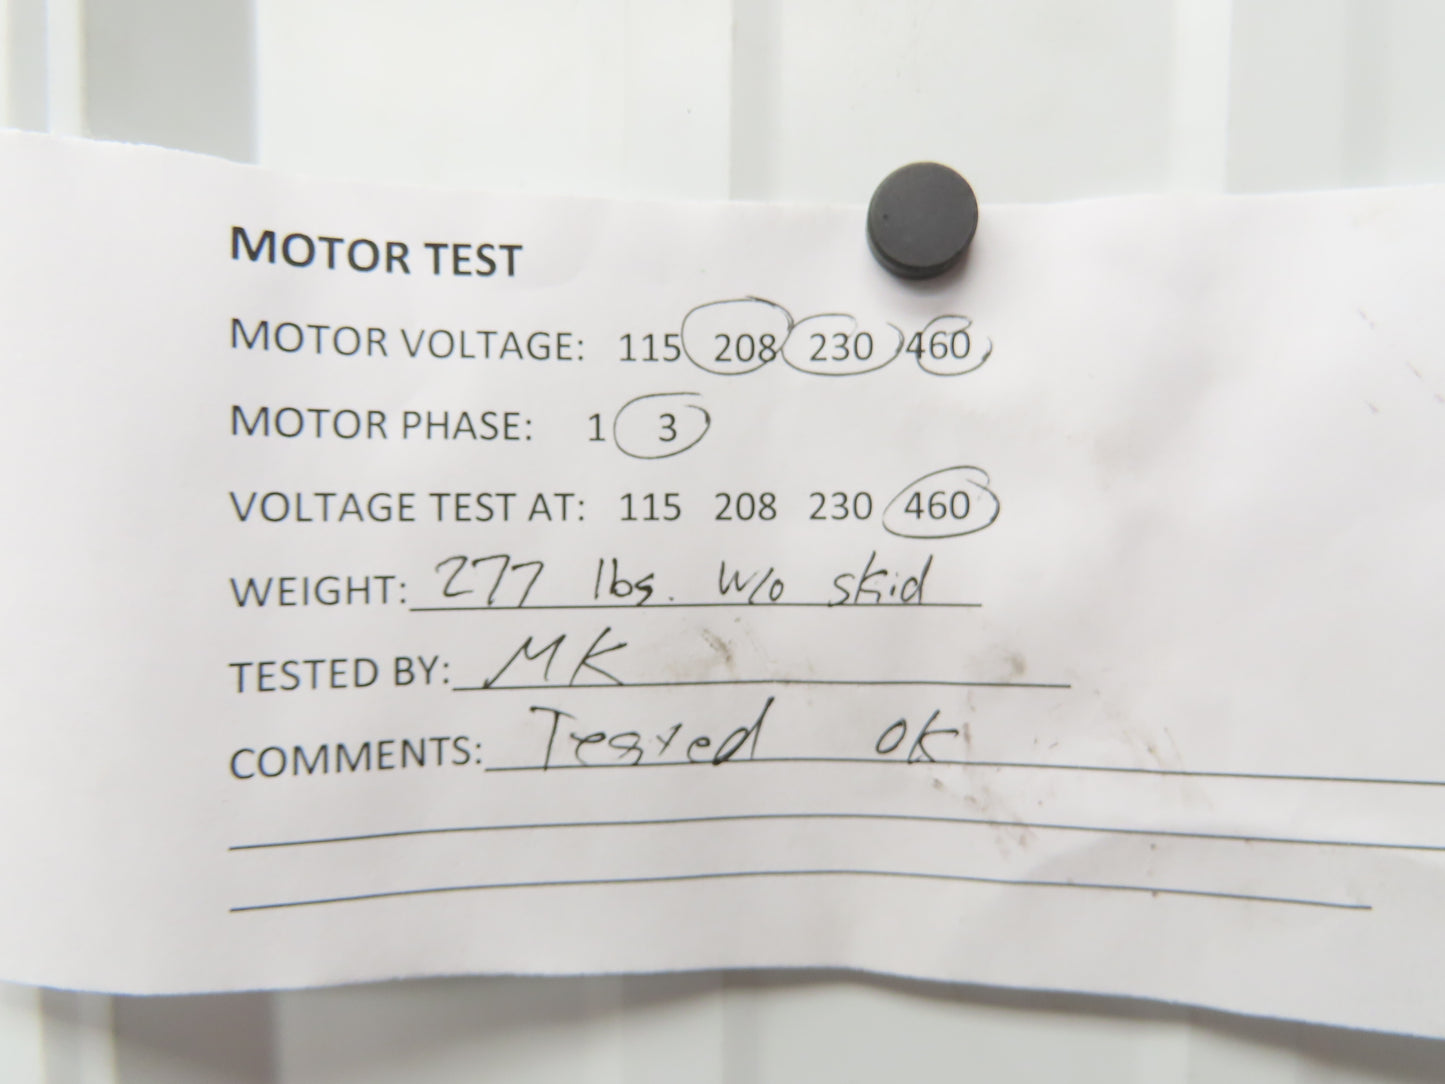 MOTOR TEST
MOTOR VOLTAGE: 115 208 230 460
MOTOR PHASE: 1 3
VOLTAGE TEST AT: 115 208 230 460
WEIGHT: 277 lbs. w/o skid
TESTED BY: MK
COMMENTS: Tested OK